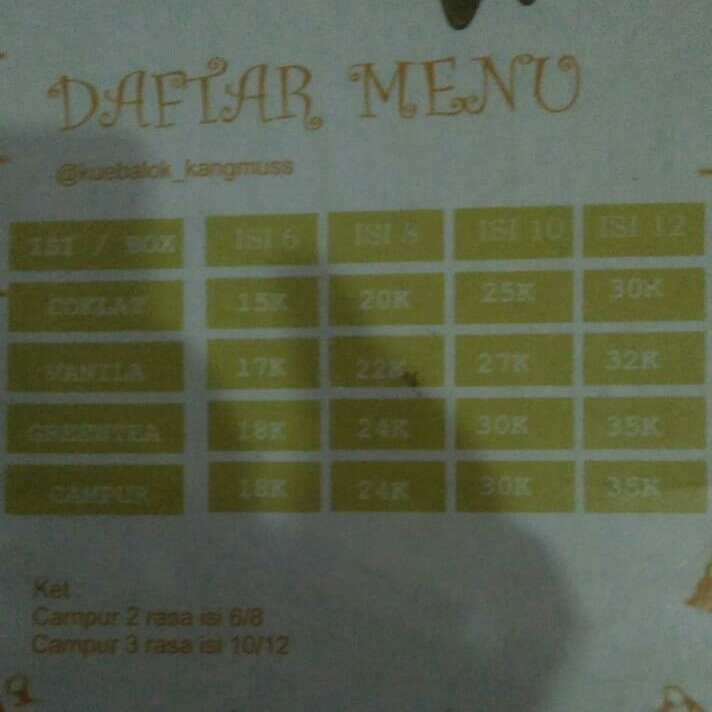 DAFTAR MENU
@kuebalok_kangmuss
ISI / BOX ISI 6 ISI 8 ISI 10 ISI 12
COKLAT 15K 20K 25K 30K
VANILA 17K 22K 27K 32K
GREENTEA 18K 24K 30K 35K
CAMPUR 18K 24K 30K 35K
Ket
Campur 2 rasa isi 6/8
Campur 3 rasa isi 10/12